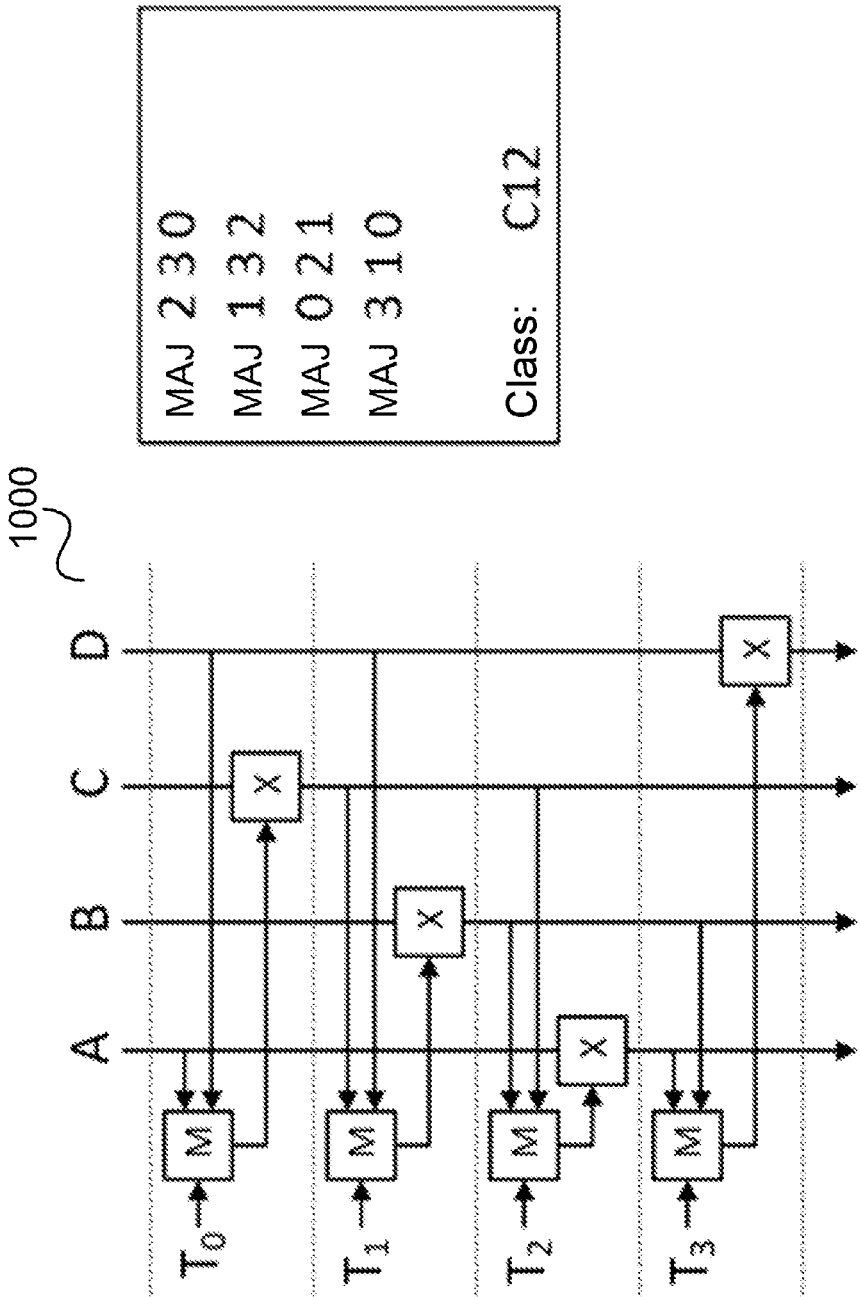 1000
A B C D
T0 M X
T1 M X
T2 M X
T3 M X
MAJ 2 3 0
MAJ 1 3 2
MAJ 0 2 1
MAJ 3 1 0
Class: C12